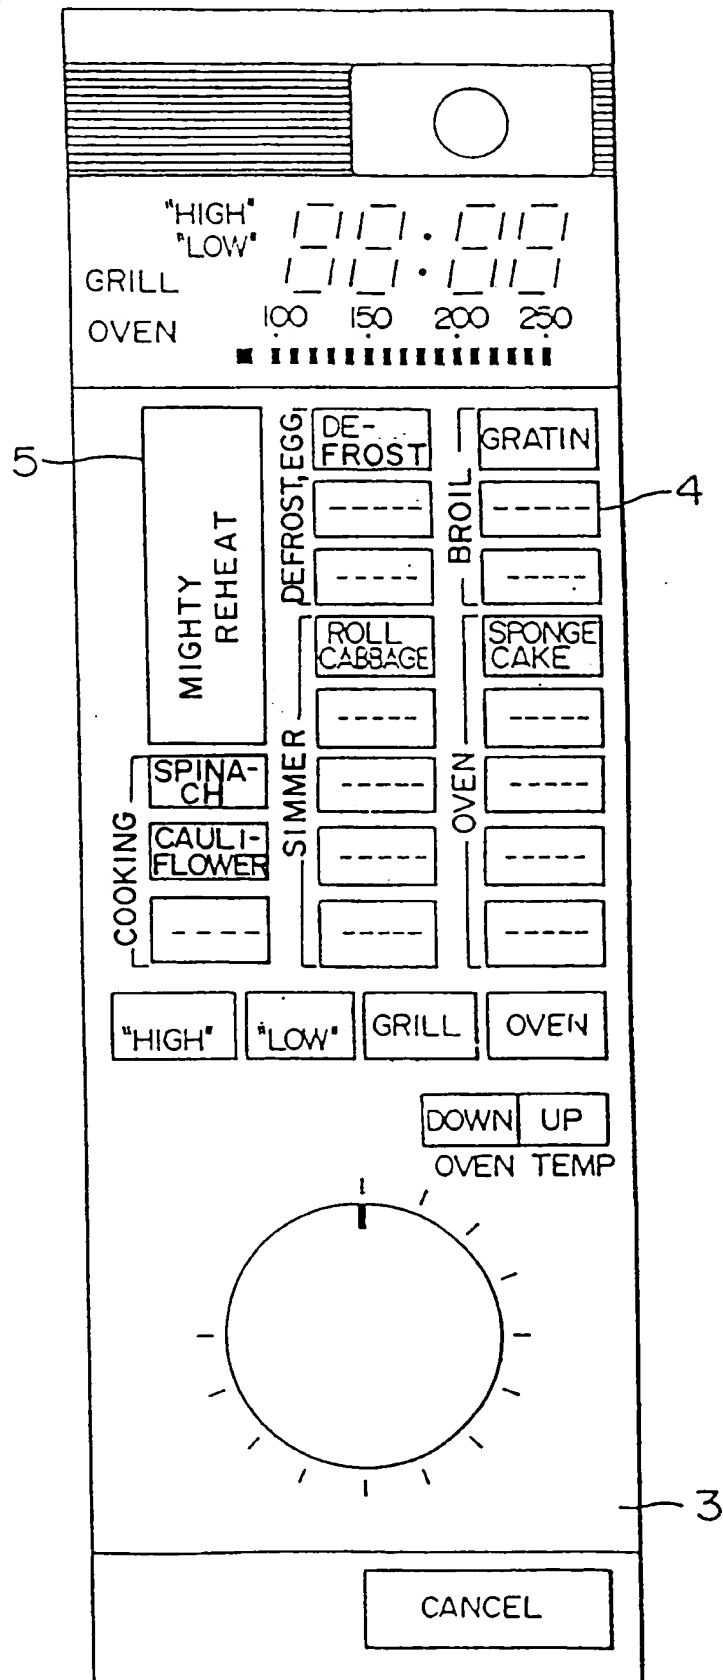 "HIGH"
"LOW"
GRILL
OVEN
100 150 200 250
5
MIGHTY
REHEAT
DEFROST, EGG
DE-
FROST
-----
-----
BROIL
GRATIN
-----
4
-----
COOKING
SPINA-
CH
CAULI-
FLOWER
----
SIMMER
ROLL
CABBAGE
-----
-----
-----
-----
OVEN
SPONGE
CAKE
-----
-----
-----
-----
"HIGH" "LOW" GRILL OVEN
DOWN UP
OVEN TEMP
3
CANCEL